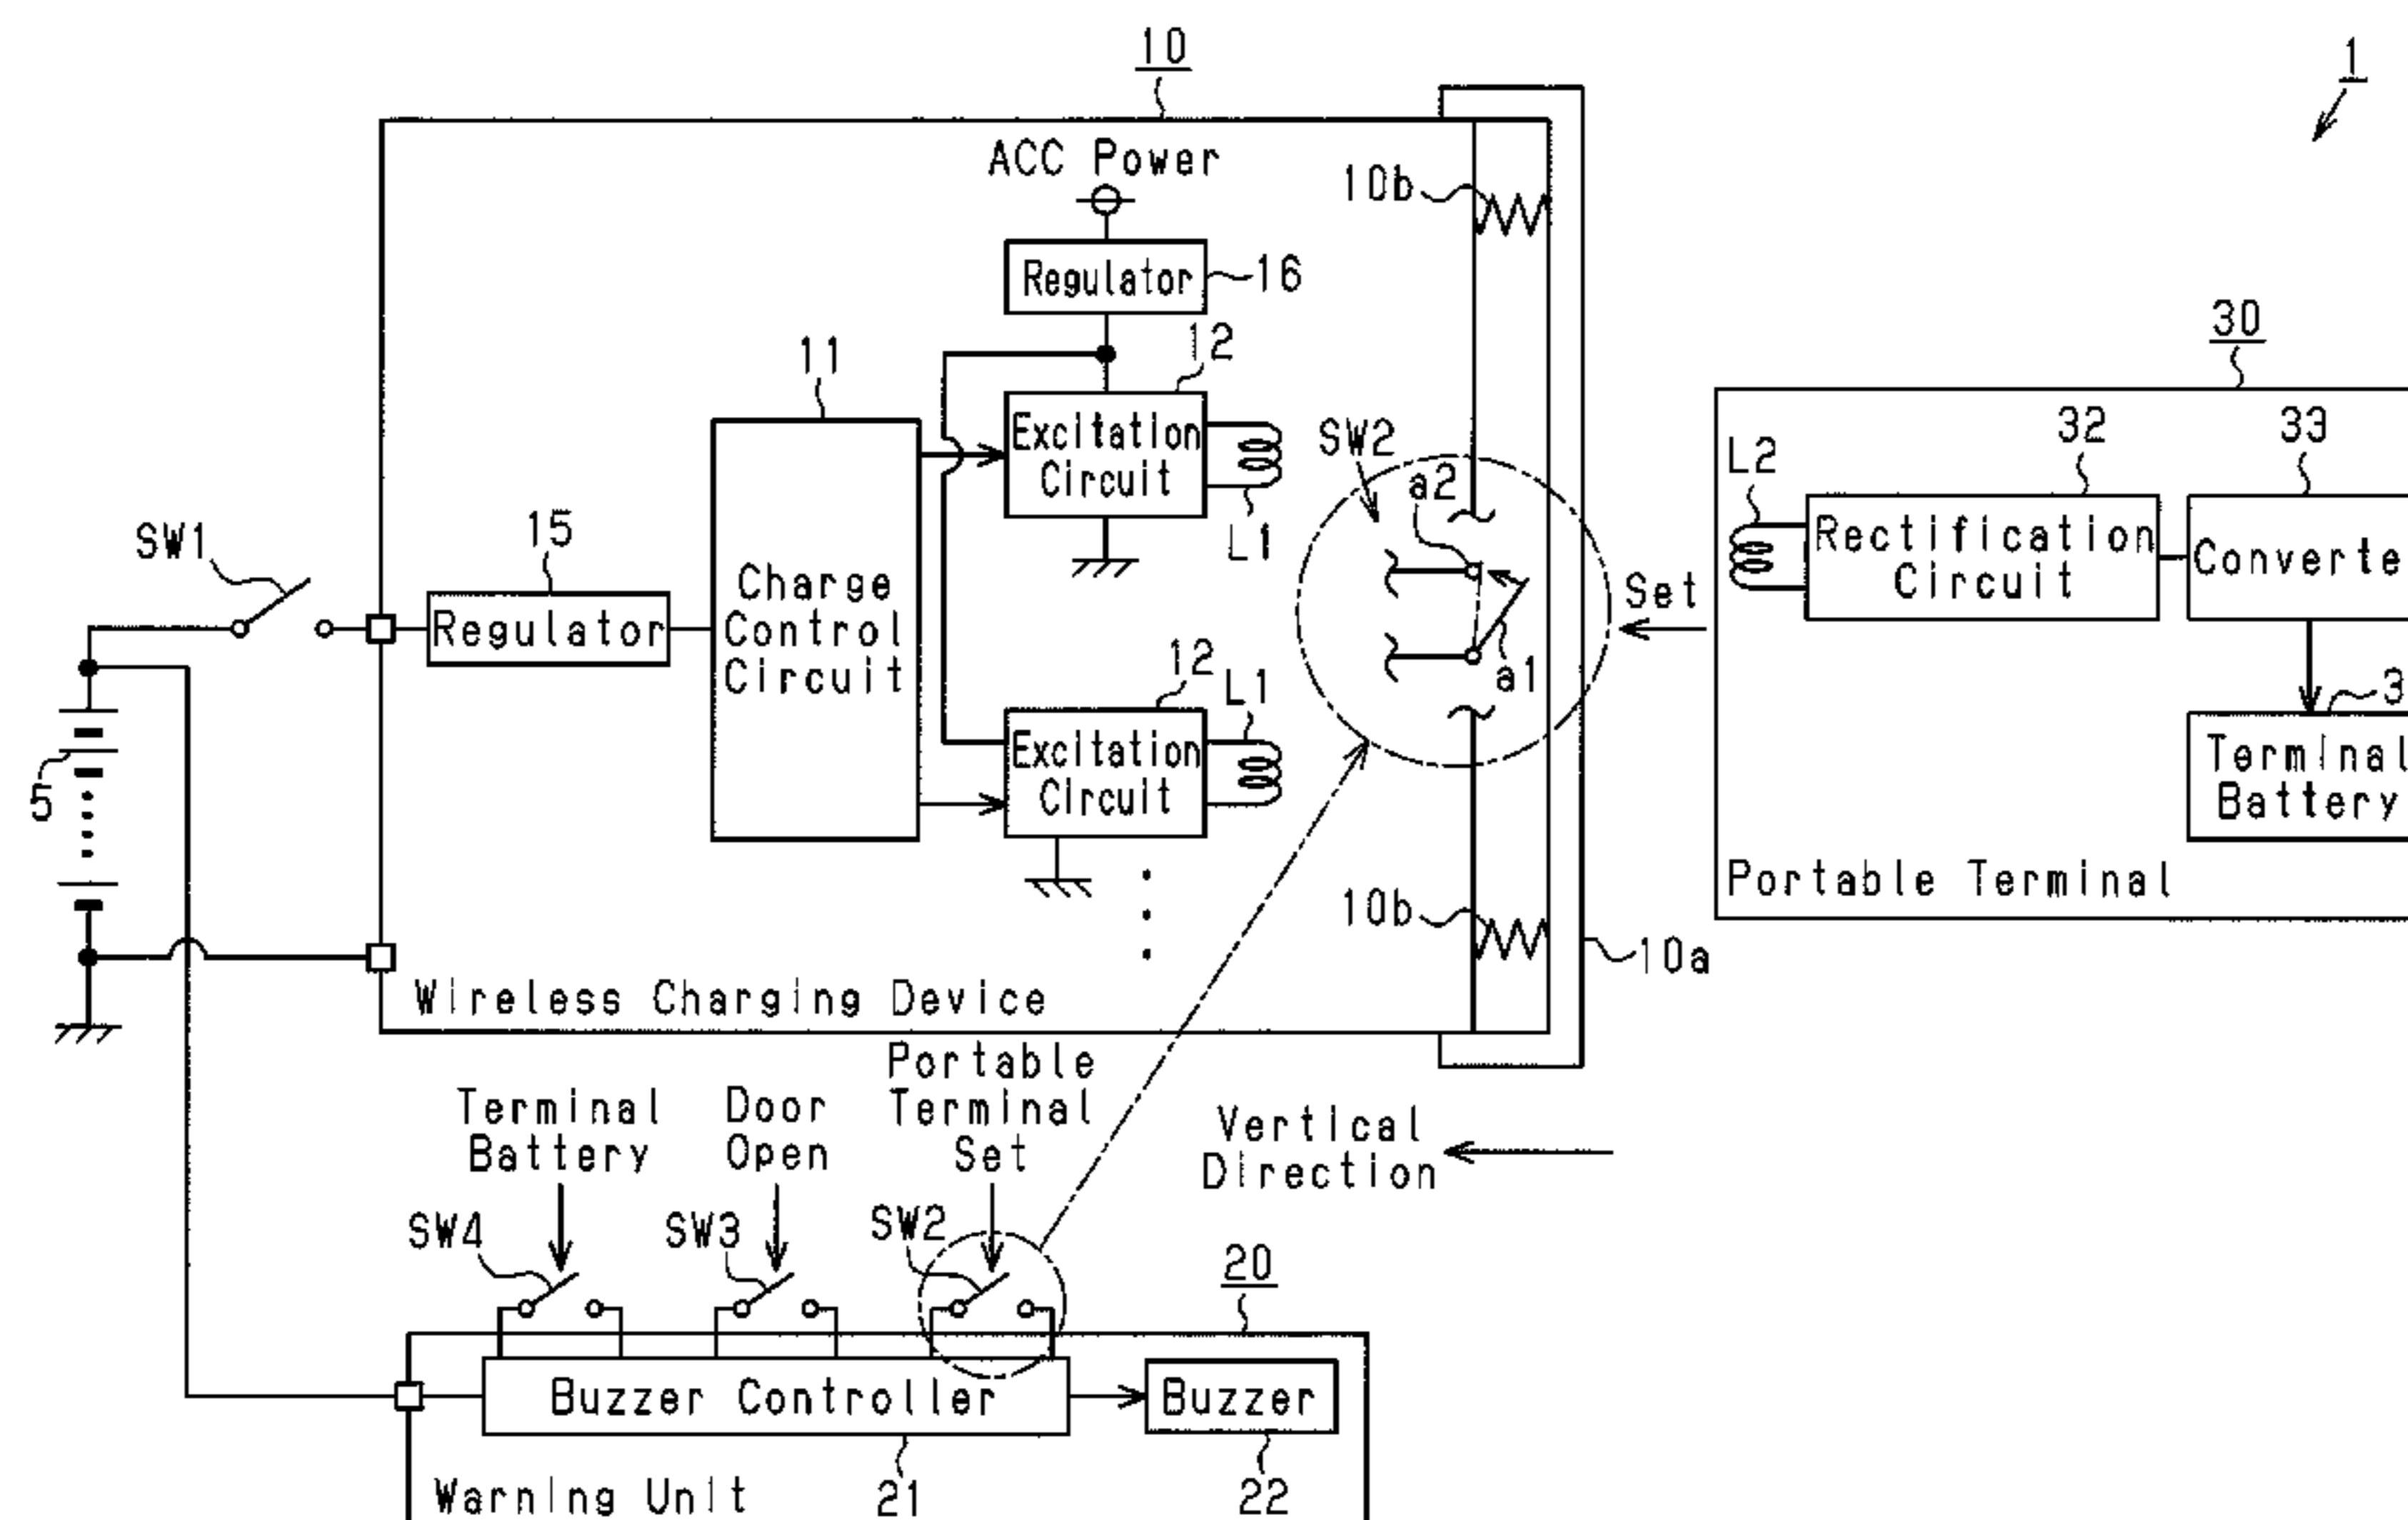 10
1
ACC Power
10b
Regulator
16
30
11
12
32
33
SW2
L2
Excitation
Circuit
a2
Rectification
Circuit
Converte
SW1
15
L1
Charge
Control
Circuit
Set
Regulator
a1
12
L1
3
Excitation
Circuit
Terminal
Battery
5
Portable Terminal
10b
10a
Wireless Charging Device
Portable
Terminal
Set
Terminal
Battery
Door
Open
Vertical
Direction
SW4
SW3
SW2
20
Buzzer Controller
Buzzer
Warning Unit
21
22